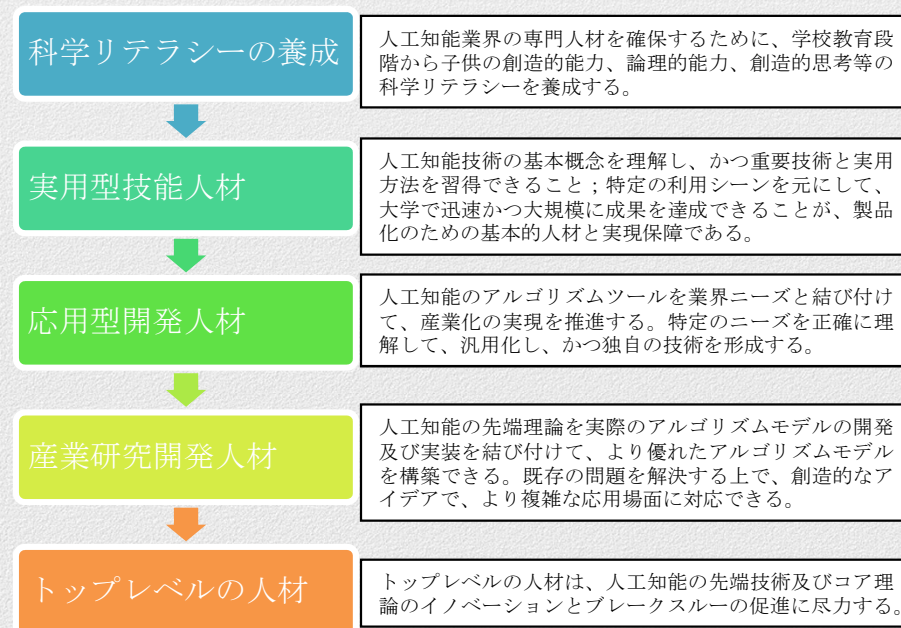 科学リテラシーの養成
人工知能業界の専門人材を確保するために、学校教育段
階から子供の創造的能力、論理的能力、創造的思考等の
科学リテラシーを養成する。
実用型技能人材
人工知能技術の基本概念を理解し、かつ重要技術と実用
方法を習得できること；特定の利用シーンを元にして、
大学で迅速かつ大規模に成果を達成できることが、製品
化のための基本的人材と実現保障である。
応用型開発人材
人工知能のアルゴリズムツールを業界ニーズと結び付け
て、産業化の実現を推進する。特定のニーズを正確に理
解して、汎用化し、かつ独自の技術を形成する。
産業研究開発人材
人工知能の先端理論を実際のアルゴリズムモデルの開発
及び実装を結び付けて、より優れたアルゴリズムモデル
を構築できる。既存の問題を解決する上で、創造的なア
イデアで、より複雑な応用場面に対応できる。
トップレベルの人材
トップレベルの人材は、人工知能の先端技術及びコア理
論のイノベーションとブレークスルーの促進に尽力する。